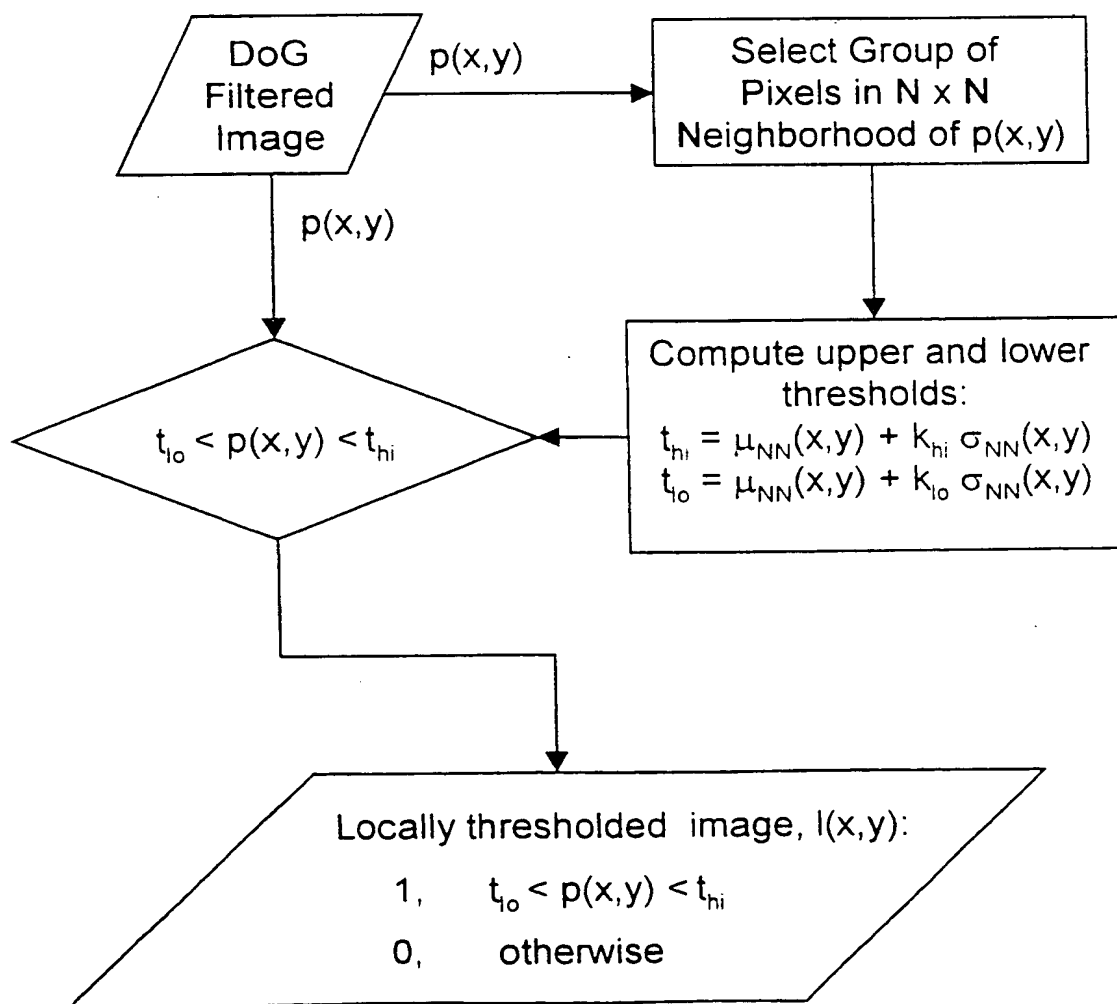 DoG
Filtered
Image
p(x,y)
Select Group of
Pixels in N x N
Neighborhood of p(x,y)
p(x,y)
Compute upper and lower
thresholds:
t_hi = μ_NN(x,y) + k_hi σ_NN(x,y)
t_lo = μ_NN(x,y) + k_lo σ_NN(x,y)
t_lo < p(x,y) < t_hi
Locally thresholded image, l(x,y):
1, t_lo < p(x,y) < t_hi
0, otherwise